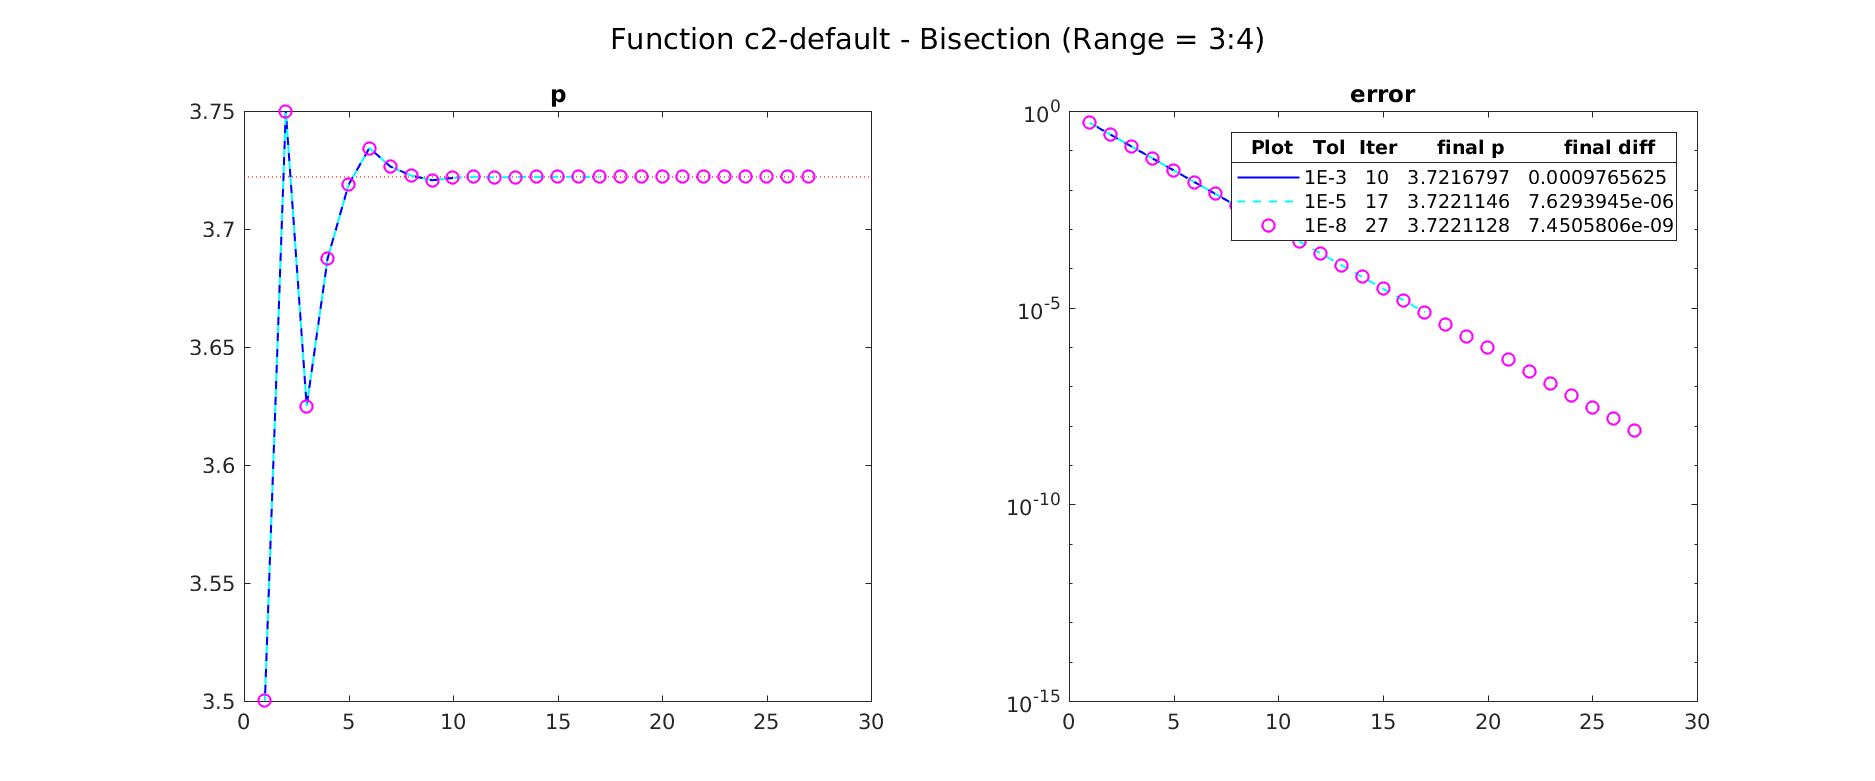 Function c2-default - Bisection (Range = 3:4)
p
3.75
3.7
3.65
3.6
3.55
3.5
0 5 10 15 20 25 30
error
10^0
10^-5
10^-10
10^-15
0 5 10 15 20 25 30
Plot Tol Iter final p final diff
1E-3 10 3.7216797 0.0009765625
1E-5 17 3.7221146 7.6293945e-06
1E-8 27 3.7221128 7.4505806e-09